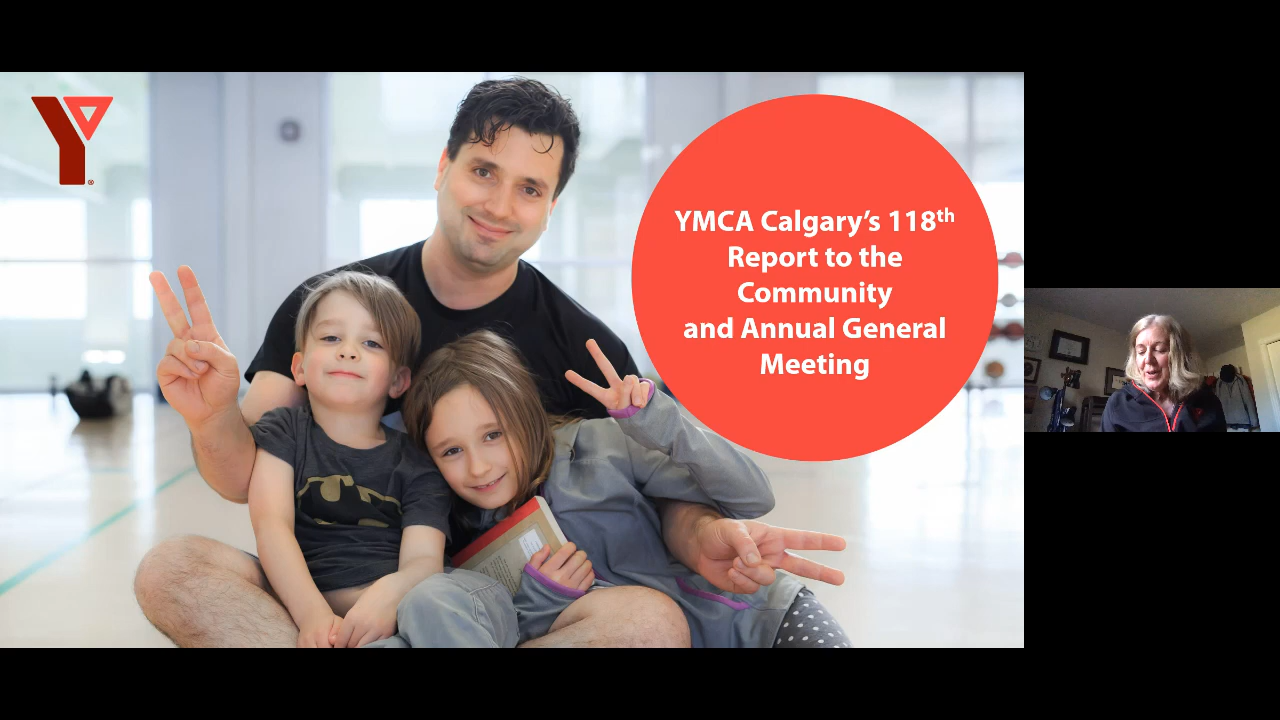 Y
®
YMCA Calgary’s 118th
Report to the
Community
and Annual General
Meeting